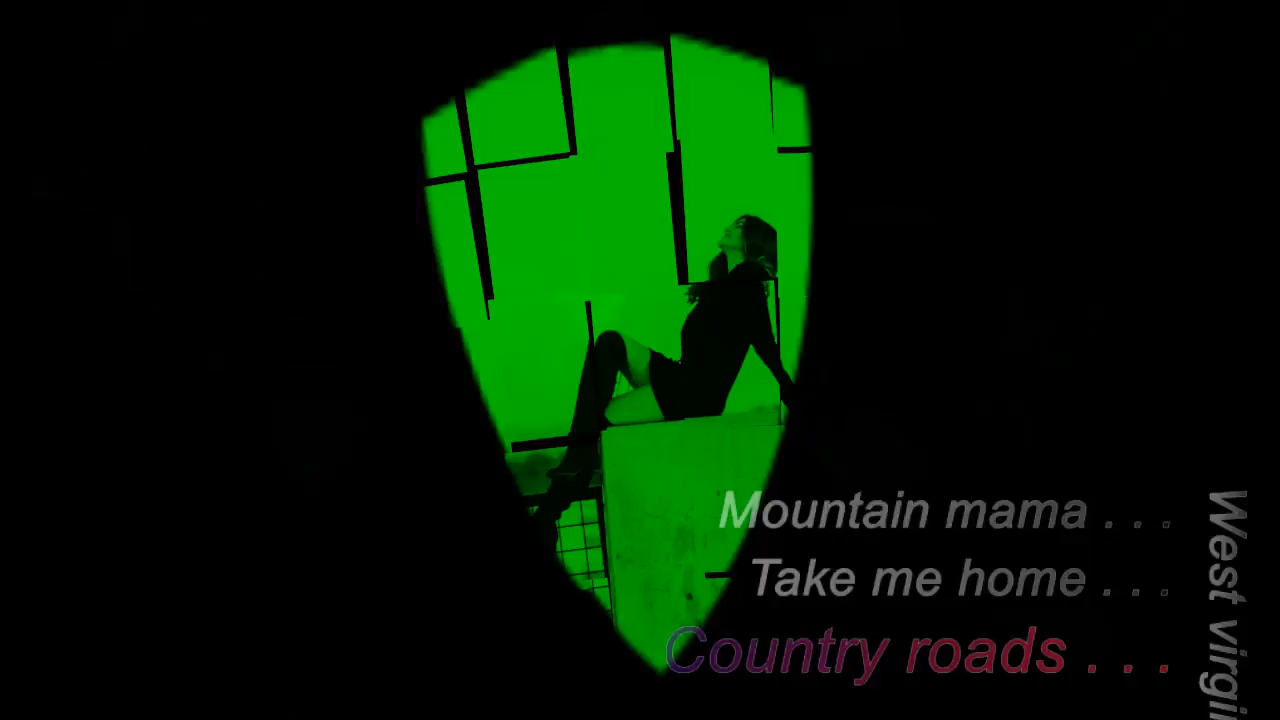 Mountain mama . . .
Take me home . . .
Country roads . . .
West virgi